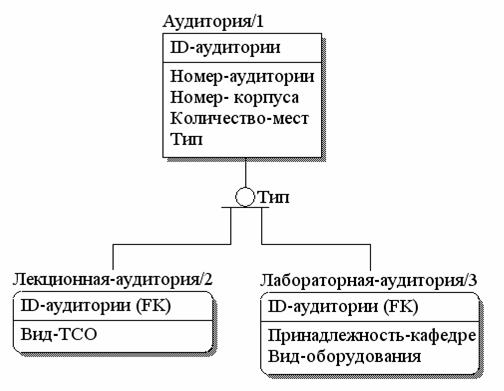 Аудитория/1
ID-аудитории
Номер-аудитории
Номер- корпуса
Количество-мест
Тип
Тип
Лекционная-аудитория/2
ID-аудитории (FK)
Вид-ТСО
Лабораторная-аудитория/3
ID-аудитории (FK)
Принадлежность-кафедре
Вид-оборудования